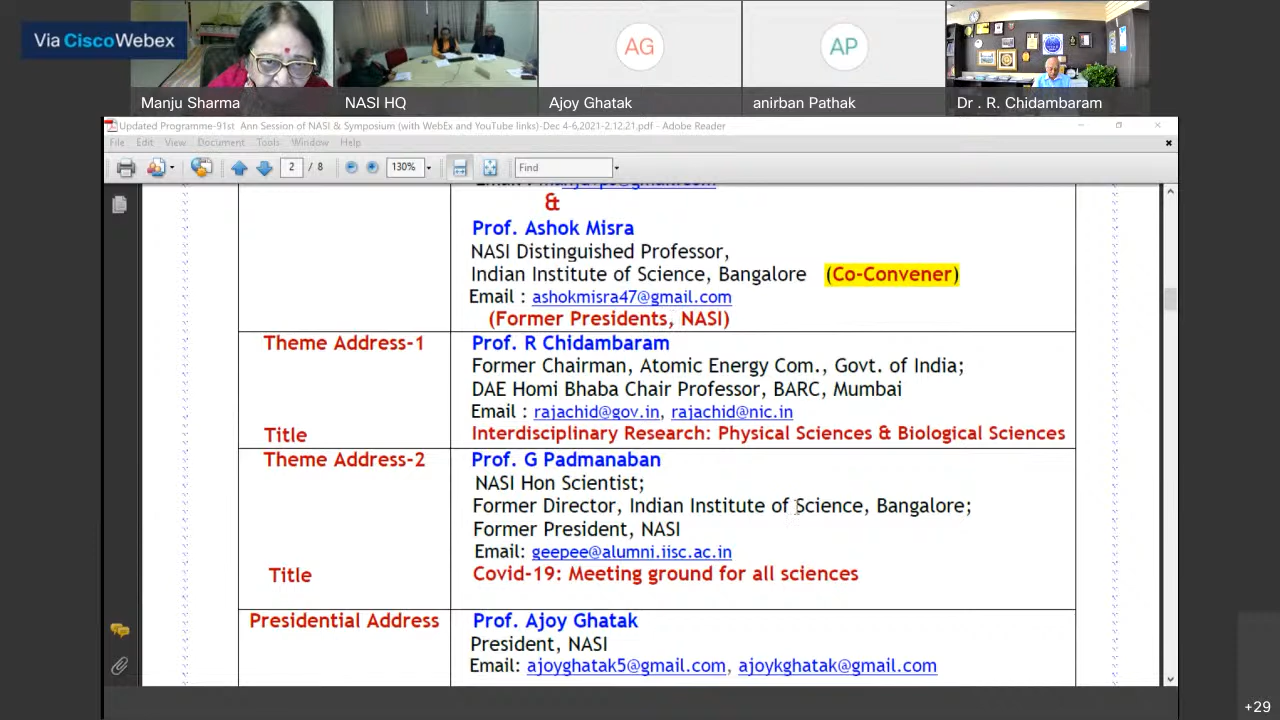 Via Cisco Webex
Manju Sharma
NASI HQ
AG
Ajoy Ghatak
AP
anirban Pathak
Dr . R. Chidambaram
Updated Programme-91st Ann Session of NASI & Symposium (with WebEx and YouTube links)-Dec 4-6,2021-2.12.21.pdf - Adobe Reader
File Edit View Document Tools Window Help
2 / 8 130% Find
&
Prof. Ashok Misra
NASI Distinguished Professor,
Indian Institute of Science, Bangalore (Co-Convener)
Email : ashokmisra47@gmail.com
(Former Presidents, NASI)
Theme Address-1 Prof. R Chidambaram
Former Chairman, Atomic Energy Com., Govt. of India;
DAE Homi Bhaba Chair Professor, BARC, Mumbai
Email : rajachid@gov.in, rajachid@nic.in
Title Interdisciplinary Research: Physical Sciences & Biological Sciences
Theme Address-2 Prof. G Padmanaban
NASI Hon Scientist;
Former Director, Indian Institute of Science, Bangalore;
Former President, NASI
Email: geepee@alumni.iisc.ac.in
Title Covid-19: Meeting ground for all sciences
Presidential Address Prof. Ajoy Ghatak
President, NASI
Email: ajoyghatak5@gmail.com, ajoykghatak@gmail.com
+29